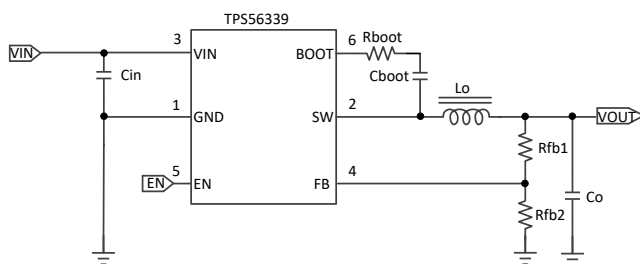 TPS56339
VIN
3
VIN
Cin
1
GND
EN
5
EN
BOOT
6
Rboot
Cboot
SW
2
Lo
VOUT
Rfb1
FB
4
Rfb2
Co